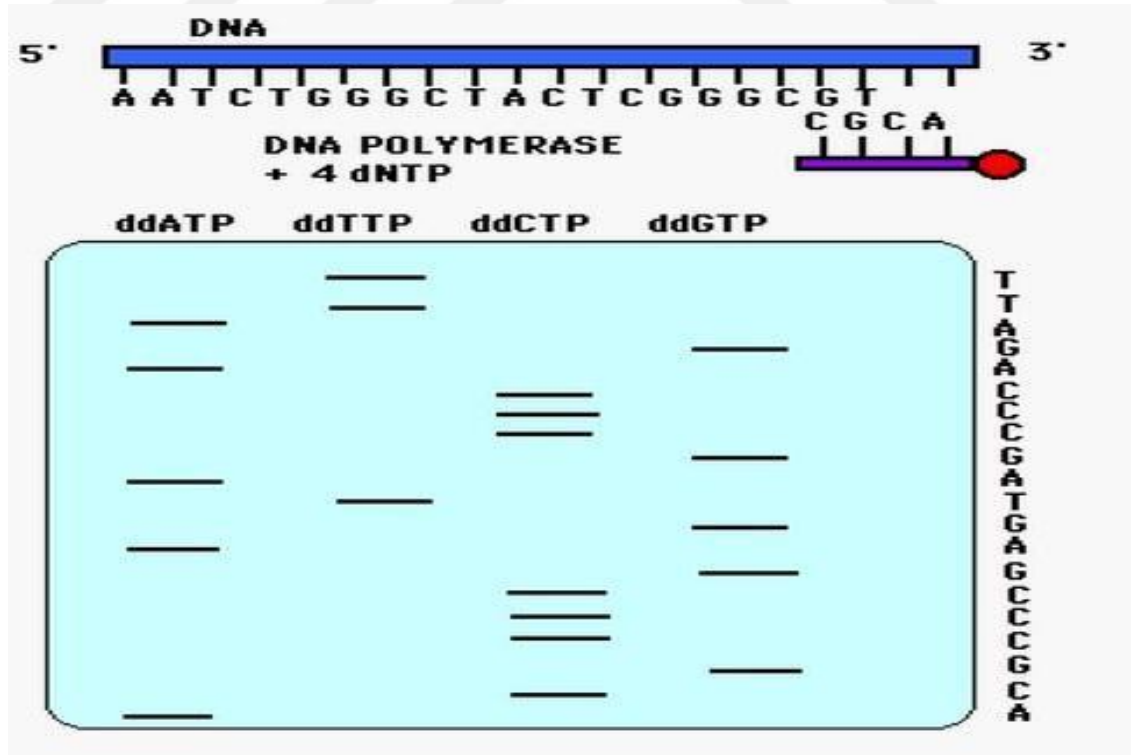 DNA
5' 3'
A A T C T G G G C T A C T C G G G C G T
C G C A
DNA POLYMERASE
+ 4 dNTP
ddATP ddTTP ddCTP ddGTP
T
T
A
G
A
C
C
C
G
A
T
G
A
G
C
C
C
G
C
A